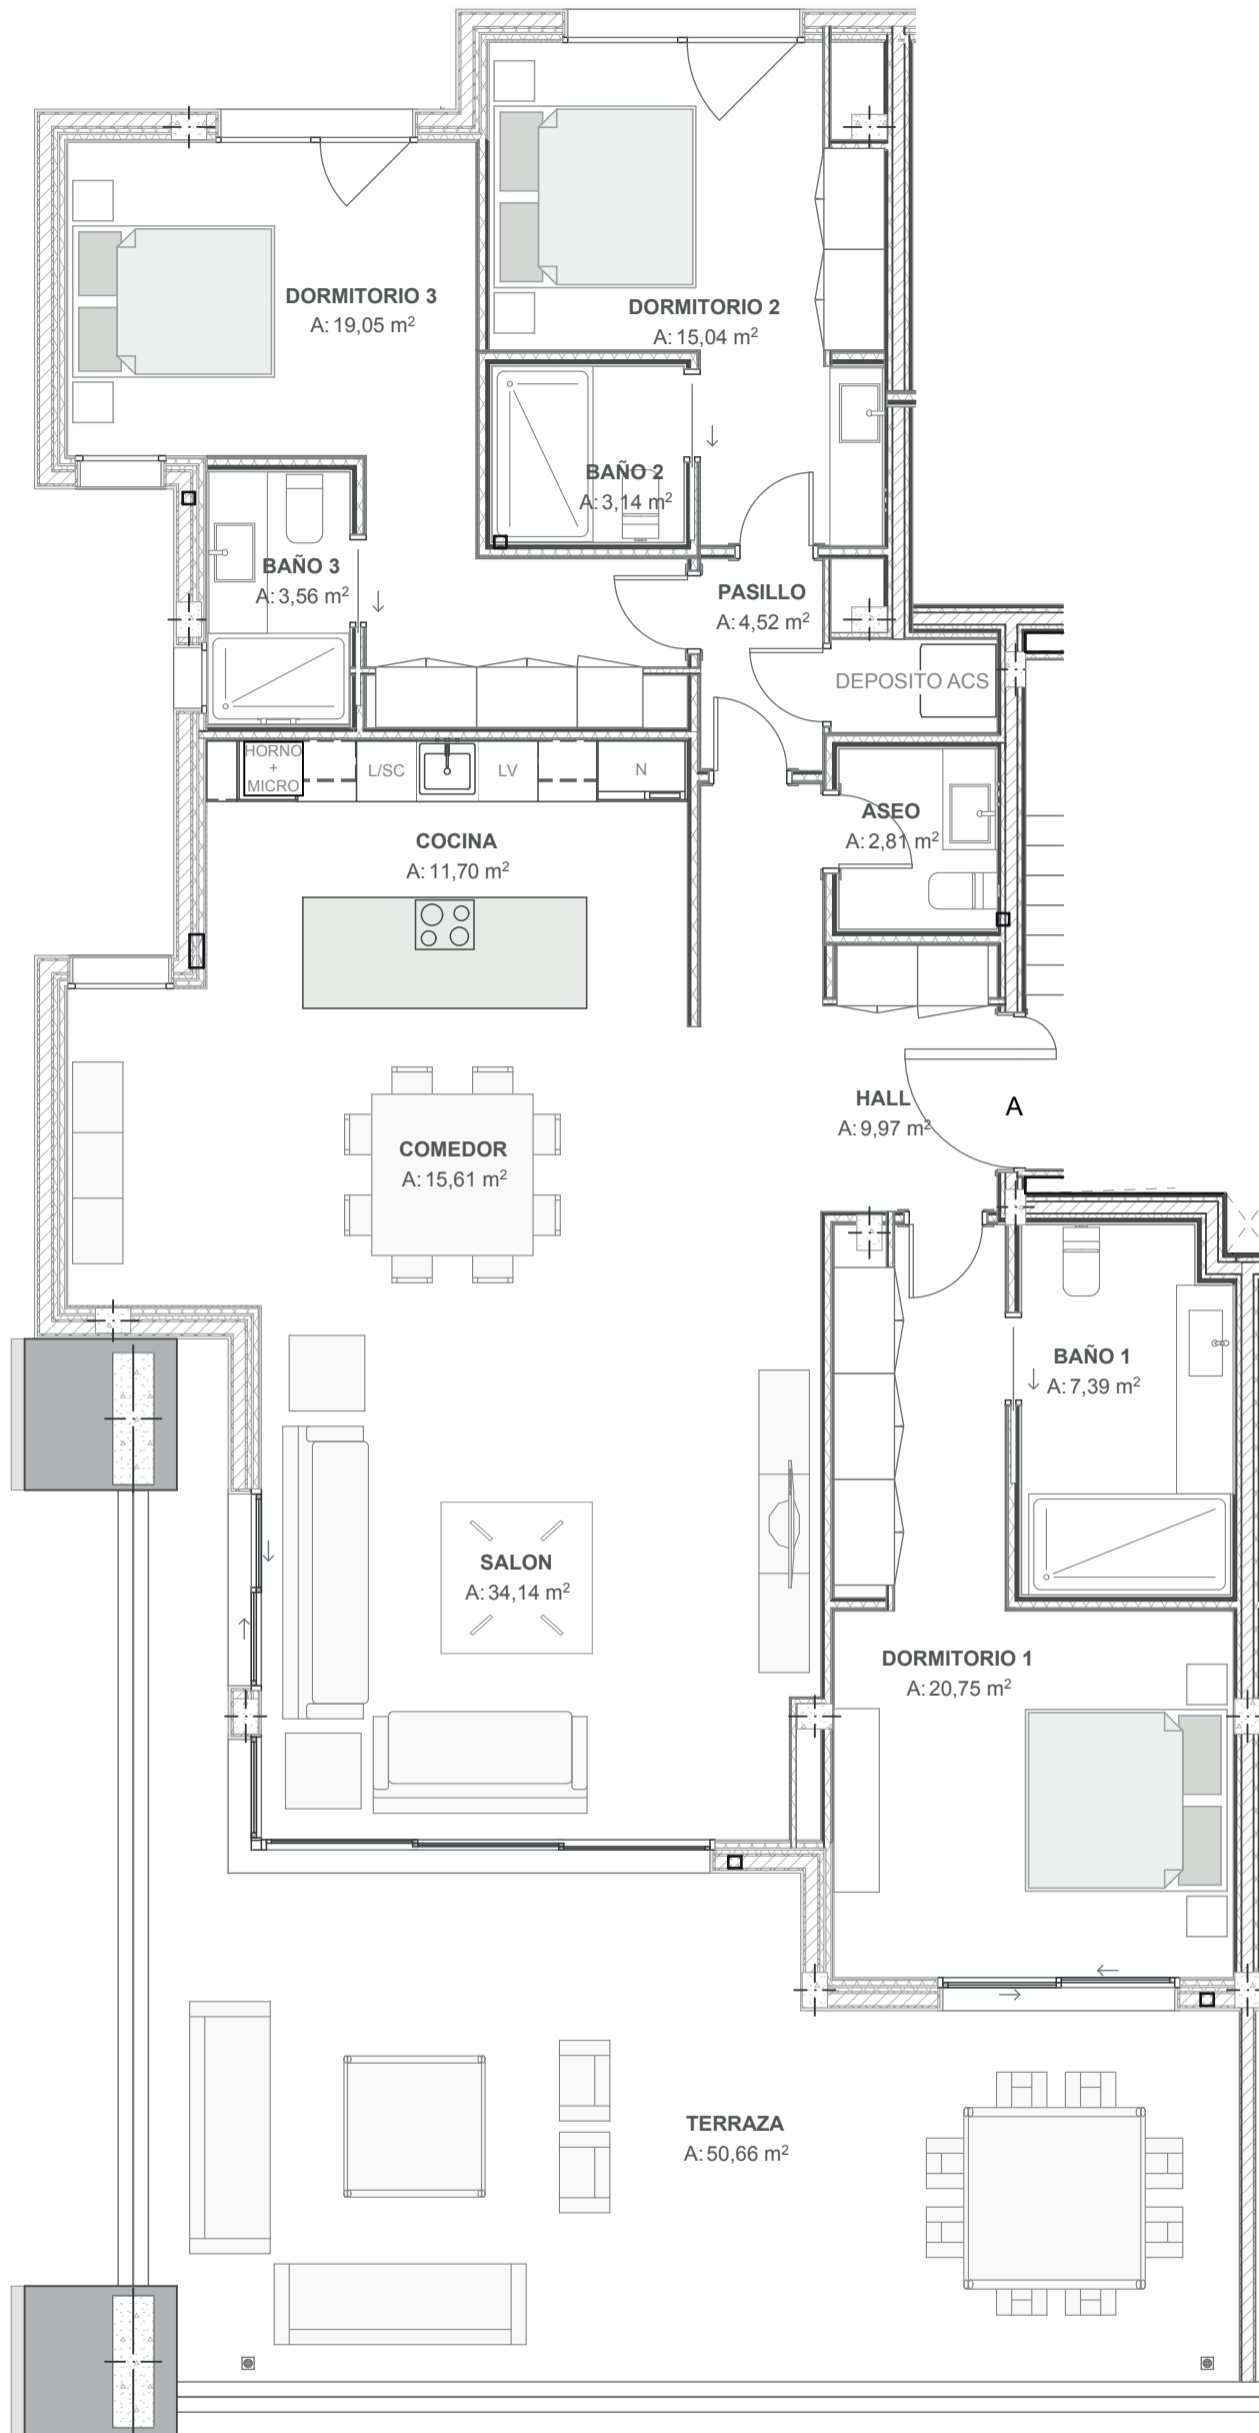 DORMITORIO 3
A: 19,05 m²
DORMITORIO 2
A: 15,04 m²
BAÑO 2
A: 3,14 m²
BAÑO 3
A: 3,56 m²
PASILLO
A: 4,52 m²
DEPOSITO ACS
HORNO
+
MICRO
L/SC
LV
N
ASEO
A: 2,81 m²
COCINA
A: 11,70 m²
HALL
A: 9,97 m²
A
COMEDOR
A: 15,61 m²
BAÑO 1
A: 7,39 m²
SALON
A: 34,14 m²
DORMITORIO 1
A: 20,75 m²
TERRAZA
A: 50,66 m²